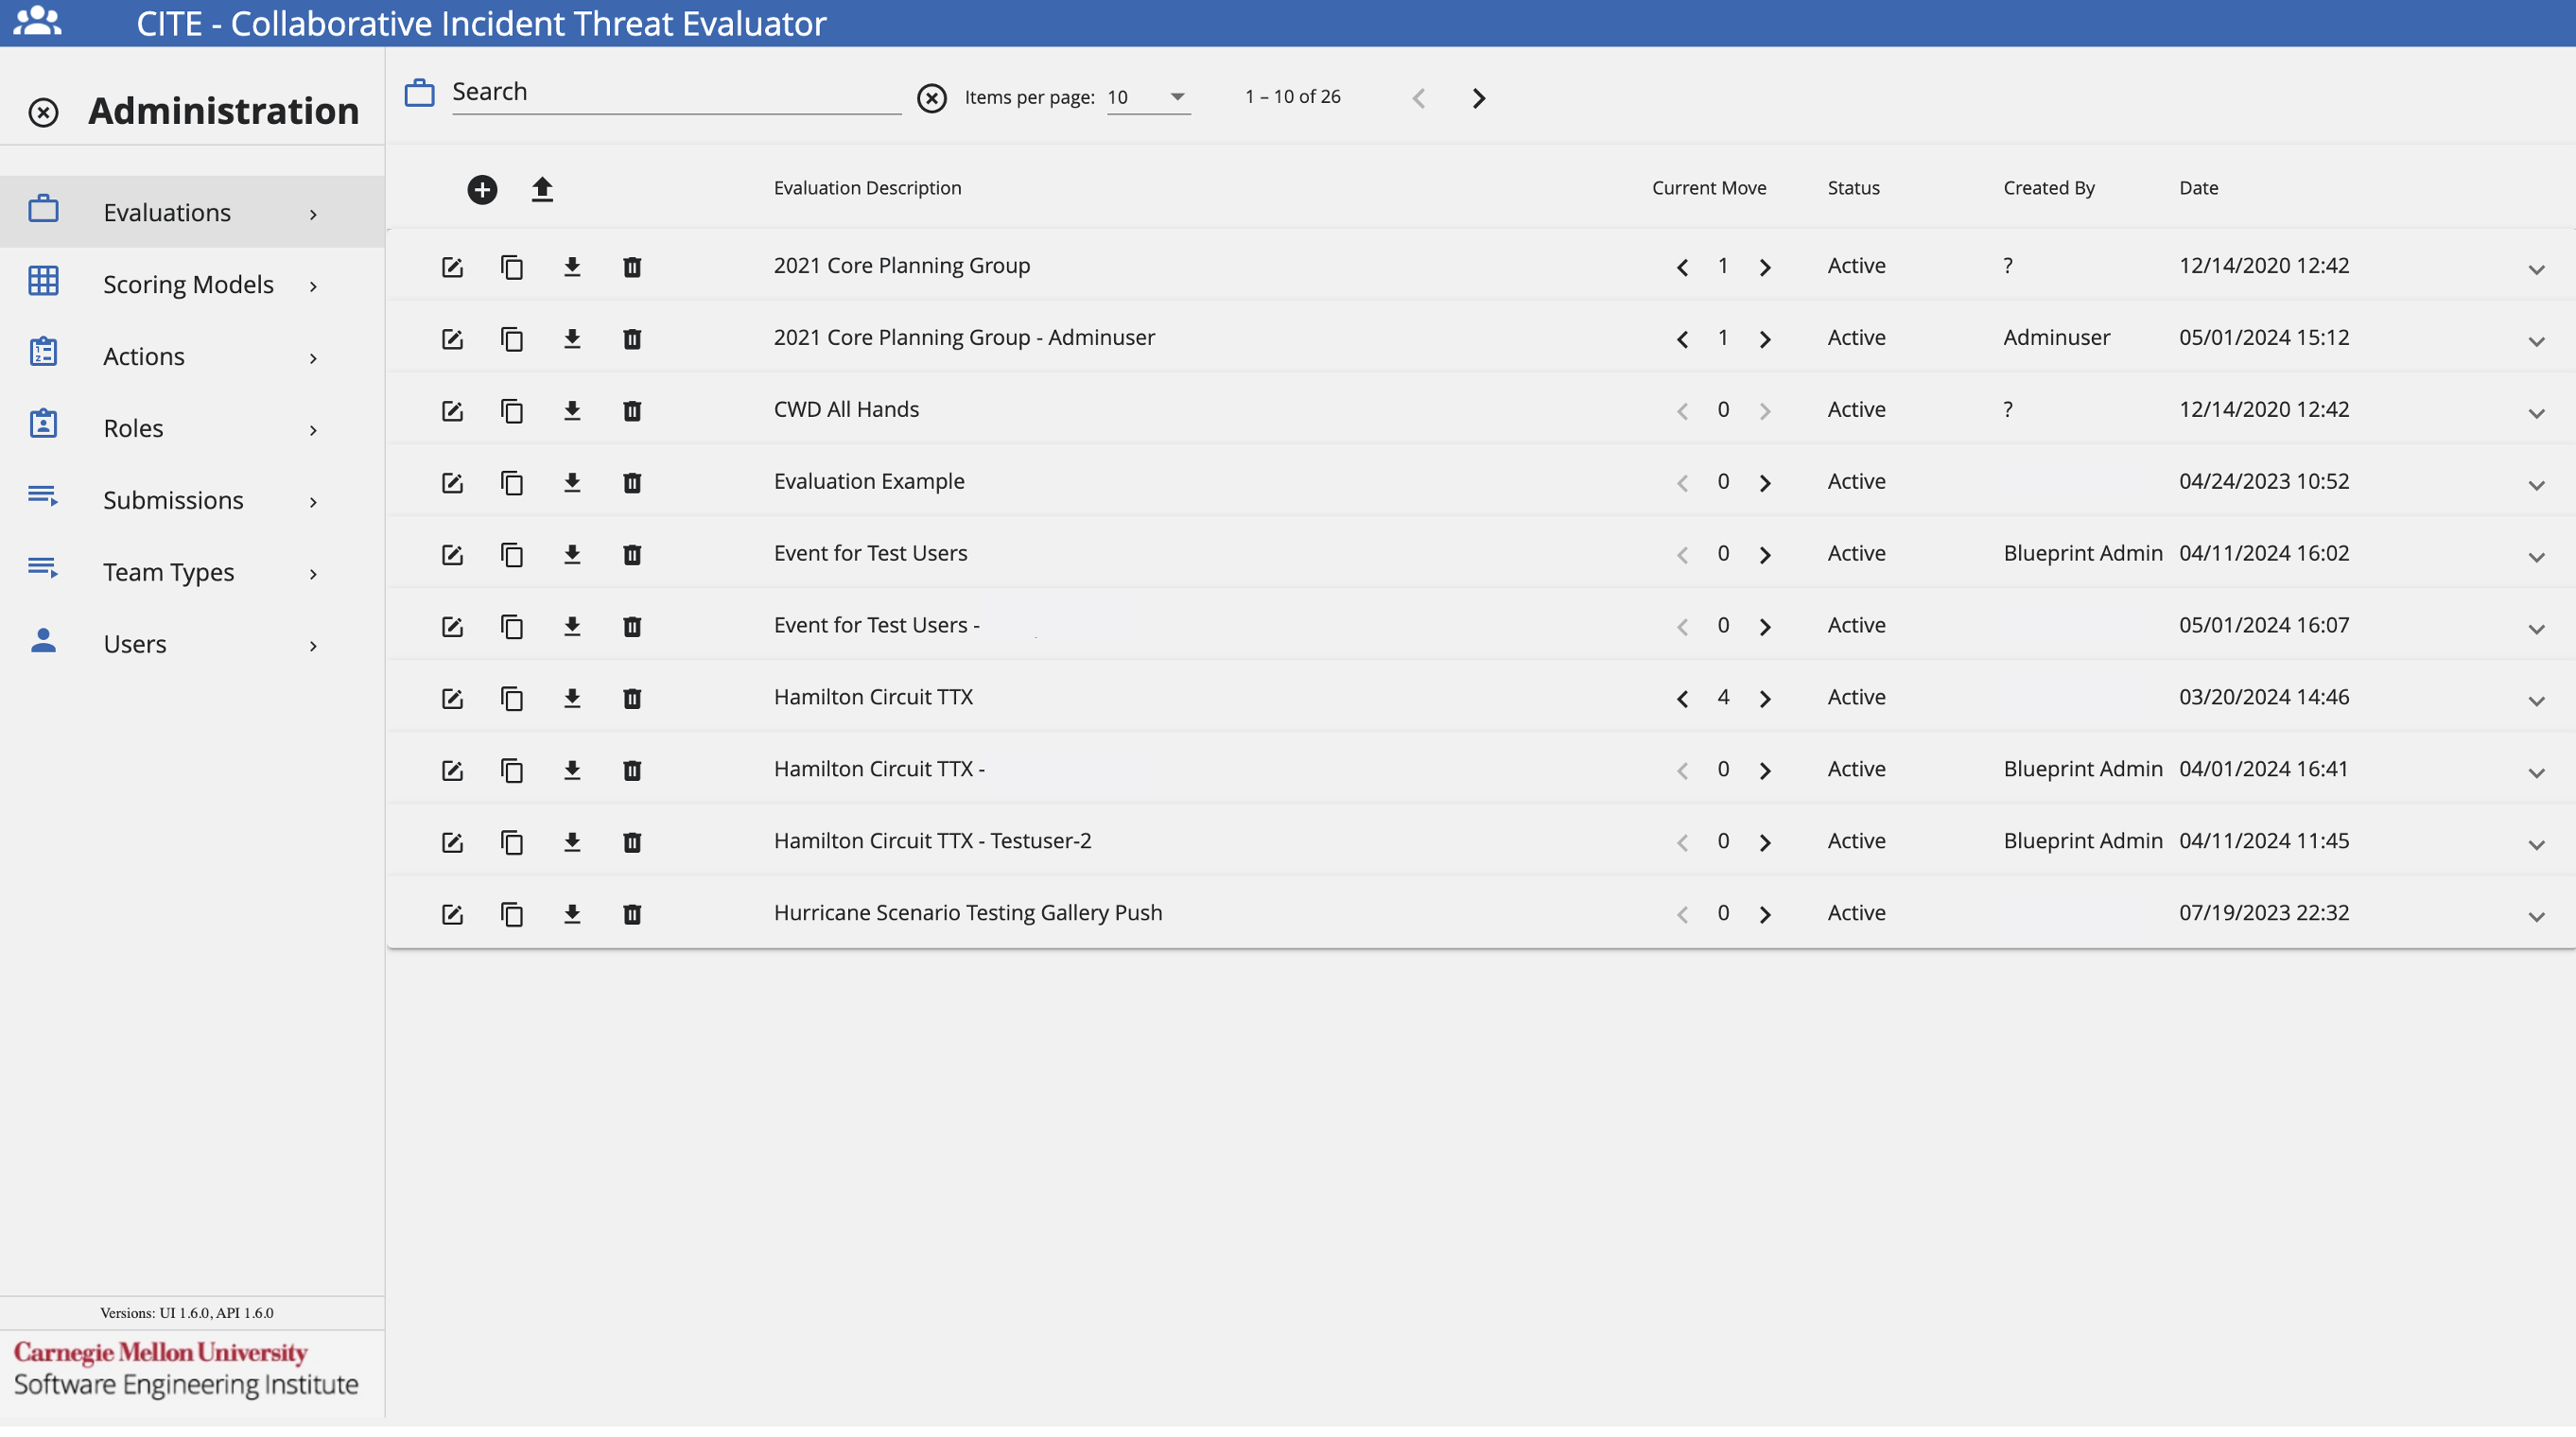 CITE - Collaborative Incident Threat Evaluator
Administration
Evaluations
Scoring Models
Actions
Roles
Submissions
Team Types
Users
Versions: UI 1.6.0, API 1.6.0
Carnegie Mellon University
Software Engineering Institute
Search Items per page: 10 1 – 10 of 26
Evaluation Description Current Move Status Created By Date
2021 Core Planning Group 1 Active ? 12/14/2020 12:42
2021 Core Planning Group - Adminuser 1 Active Adminuser 05/01/2024 15:12
CWD All Hands 0 Active ? 12/14/2020 12:42
Evaluation Example 0 Active 04/24/2023 10:52
Event for Test Users 0 Active Blueprint Admin 04/11/2024 16:02
Event for Test Users - 0 Active 05/01/2024 16:07
Hamilton Circuit TTX 4 Active 03/20/2024 14:46
Hamilton Circuit TTX - 0 Active Blueprint Admin 04/01/2024 16:41
Hamilton Circuit TTX - Testuser-2 0 Active Blueprint Admin 04/11/2024 11:45
Hurricane Scenario Testing Gallery Push 0 Active 07/19/2023 22:32